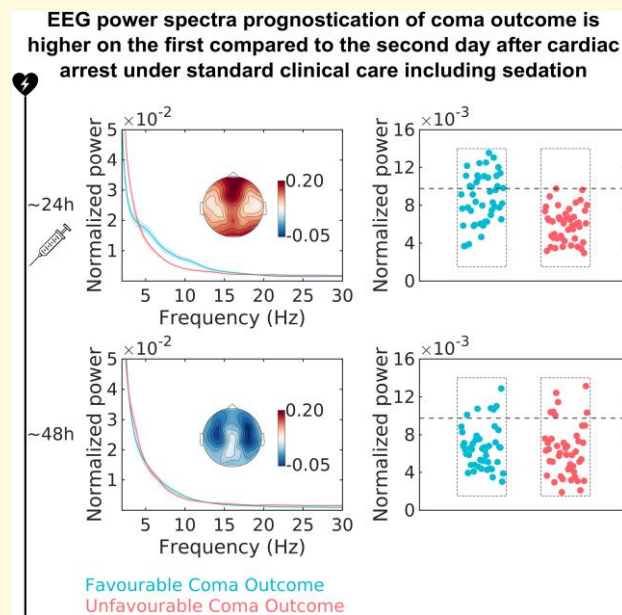 EEG power spectra prognostication of coma outcome is
higher on the first compared to the second day after cardiac
arrest under standard clinical care including sedation
~24h
Normalized power
×10⁻²
5
4
3
2
1
5 10 15 20 25 30
Frequency (Hz)
0.20
-0.05
Normalized power
×10⁻³
16
12
8
4
0
~48h
Normalized power
×10⁻²
5
4
3
2
1
5 10 15 20 25 30
Frequency (Hz)
0.20
-0.05
Normalized power
×10⁻³
16
12
8
4
0
Favourable Coma Outcome
Unfavourable Coma Outcome